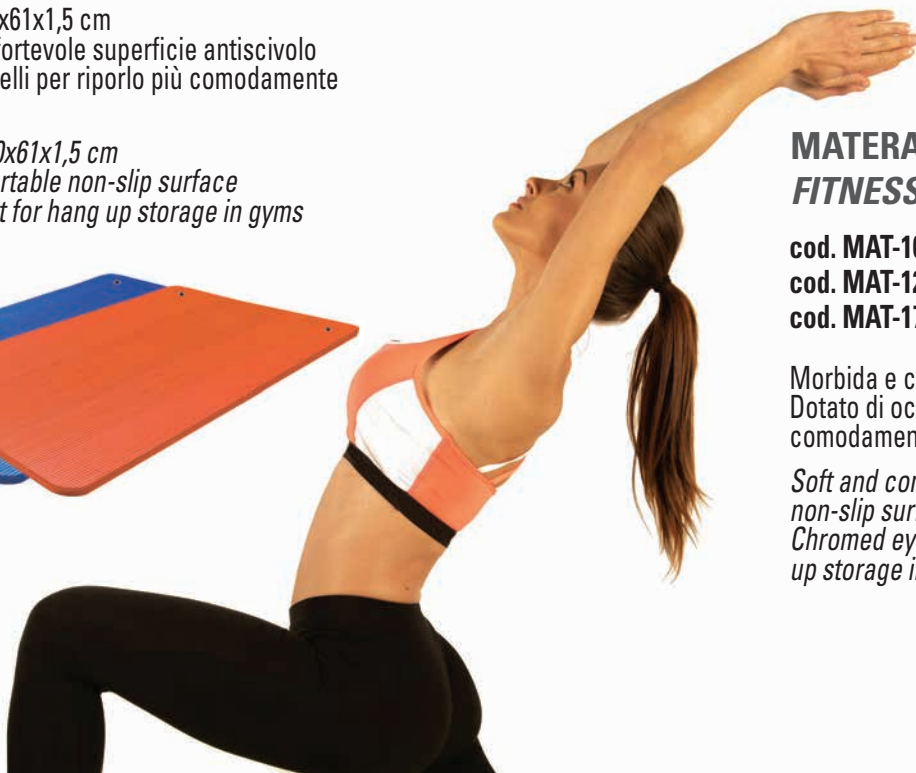 x61x1,5 cm
fortevole superficie antiscivolo
elli per riporlo più comodamente
0x61x1,5 cm
rtable non-slip surface
t for hang up storage in gyms
MATERA
FITNESS
cod. MAT-10
cod. MAT-12
cod. MAT-17
Morbida e c
Dotato di oc
comodamen
Soft and con
non-slip sur
Chromed ey
up storage i